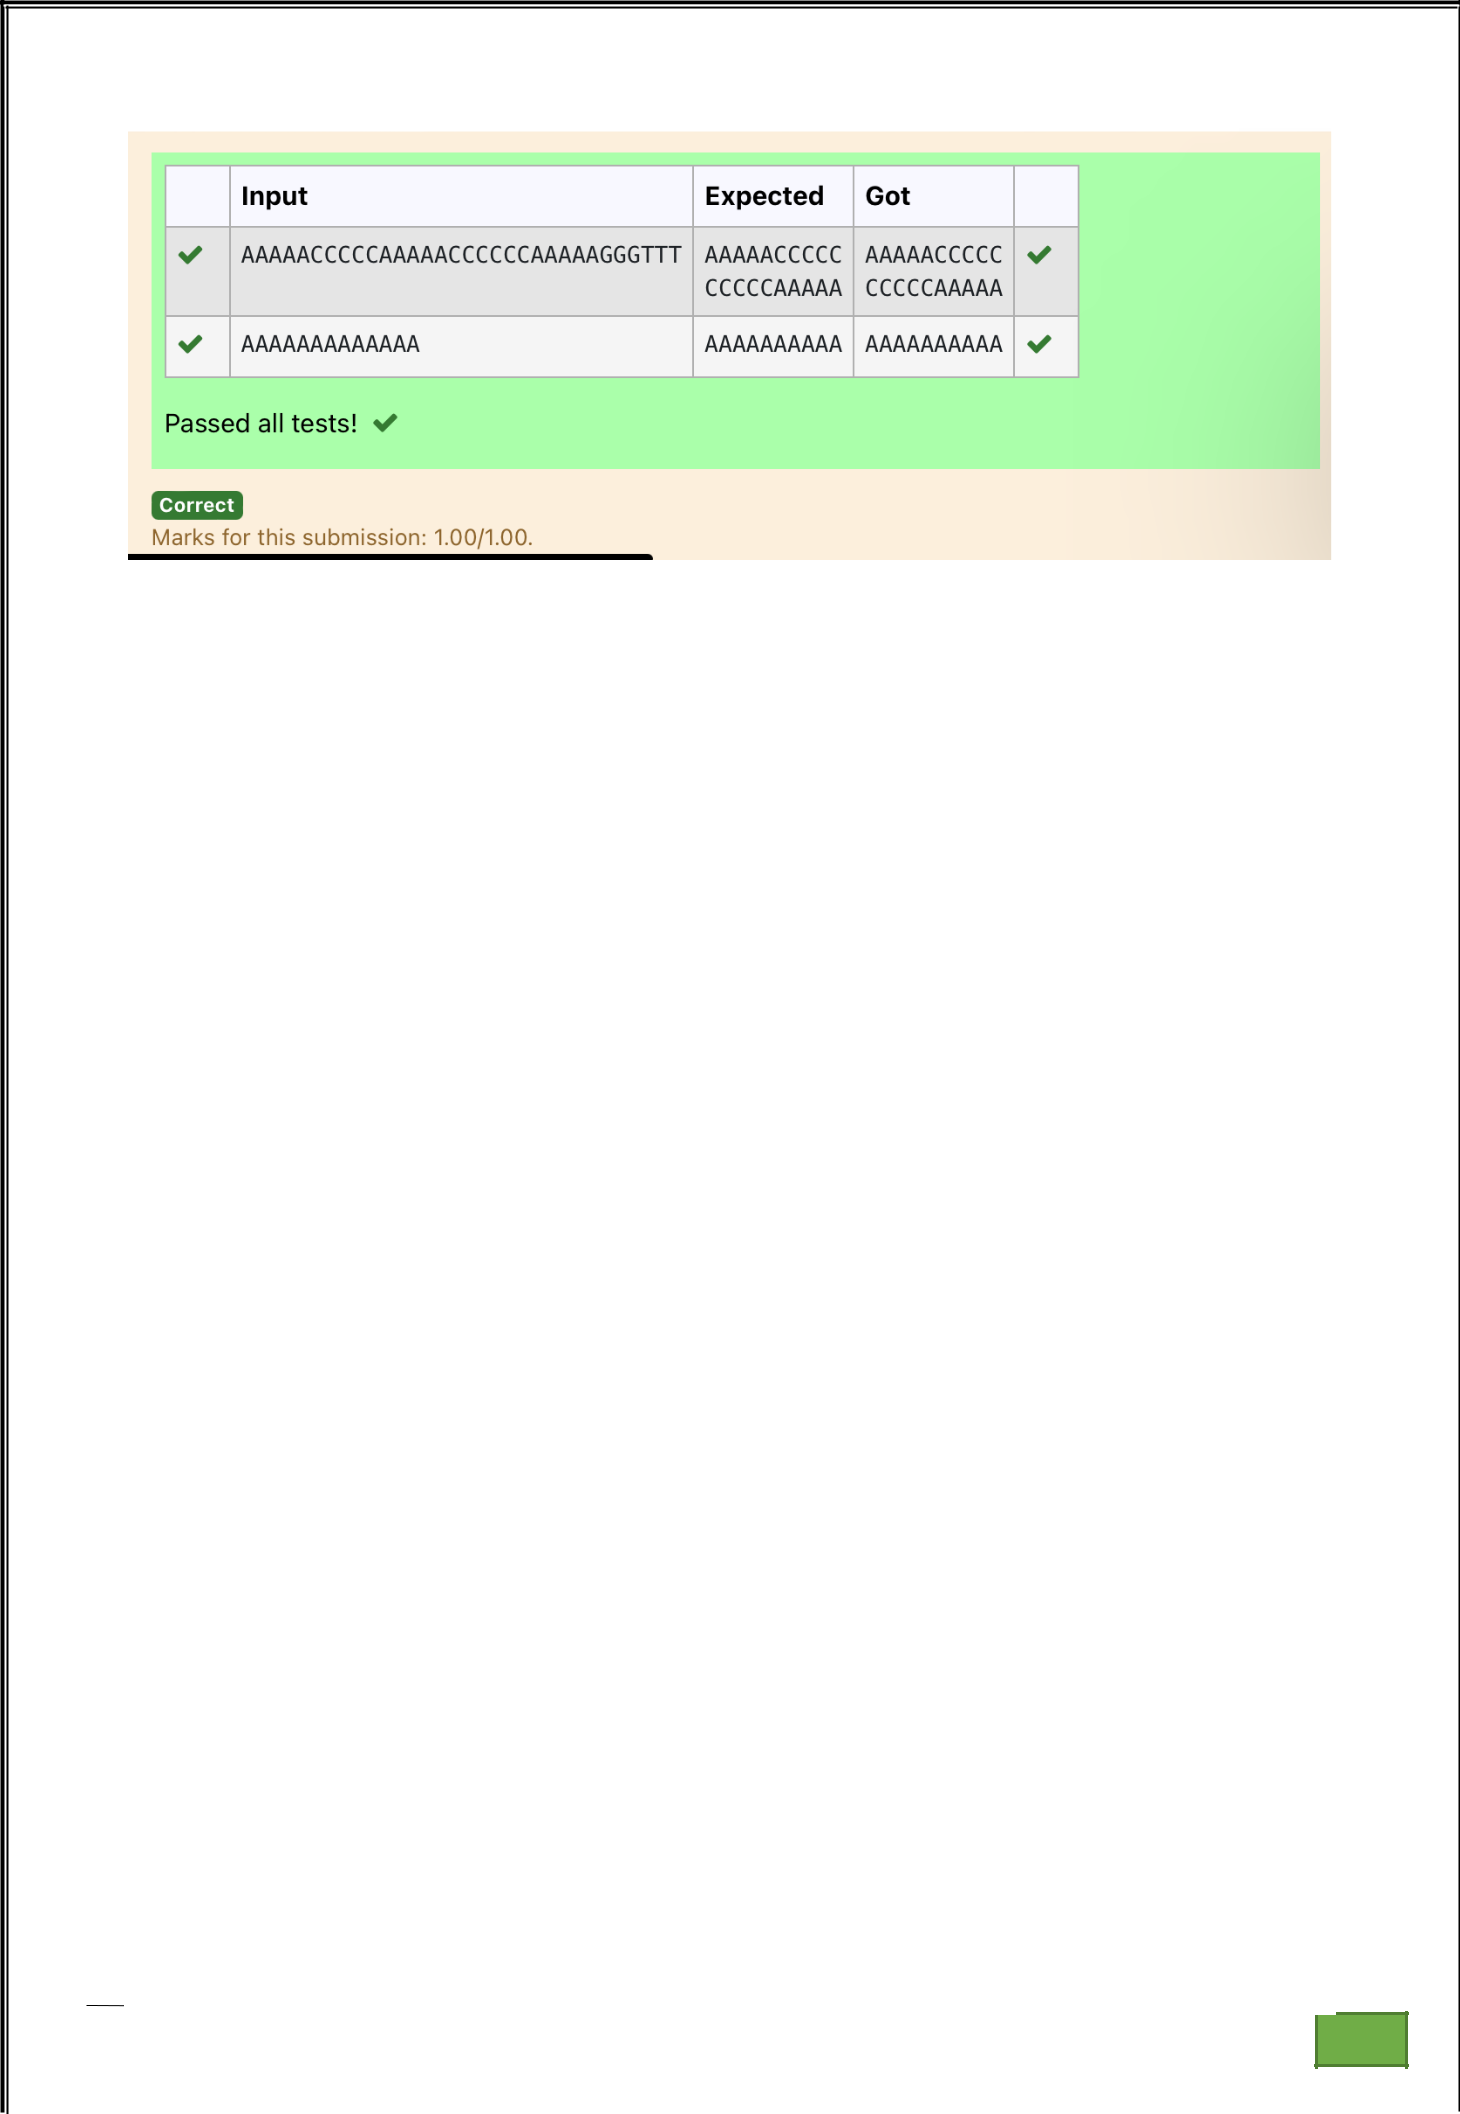 Input Expected Got
AAAAACCCCCAAAAACCCCCCAAAAAGGGTTT AAAAACCCCC AAAAACCCCC
CCCCCAAAAA CCCCCAAAAA
AAAAAAAAAAAAA AAAAAAAAAA AAAAAAAAAA
Passed all tests!
Correct
Marks for this submission: 1.00/1.00.